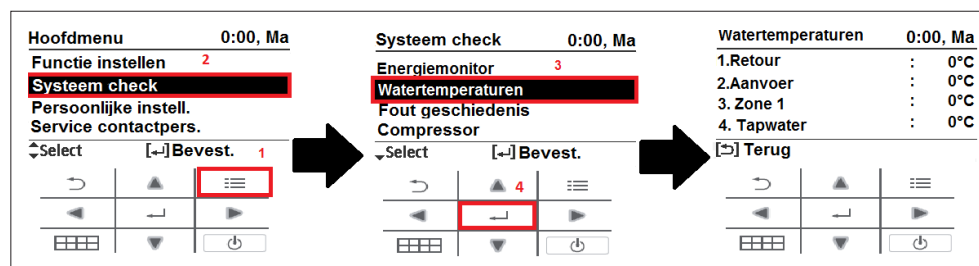 Hoofdmenu 0:00, Ma
Functie instellen 2
Systeem check
Persoonlijke instell.
Service contactpers.
Select [↵] Bevest. 1
Systeem check 0:00, Ma
Energiemonitor 3
Watertemperaturen
Fout geschiedenis
Compressor
Select [↵] Bevest.
4
Watertemperaturen 0:00, Ma
1.Retour : 0°C
2.Aanvoer : 0°C
3. Zone 1 : 0°C
4. Tapwater : 0°C
[⮌] Terug